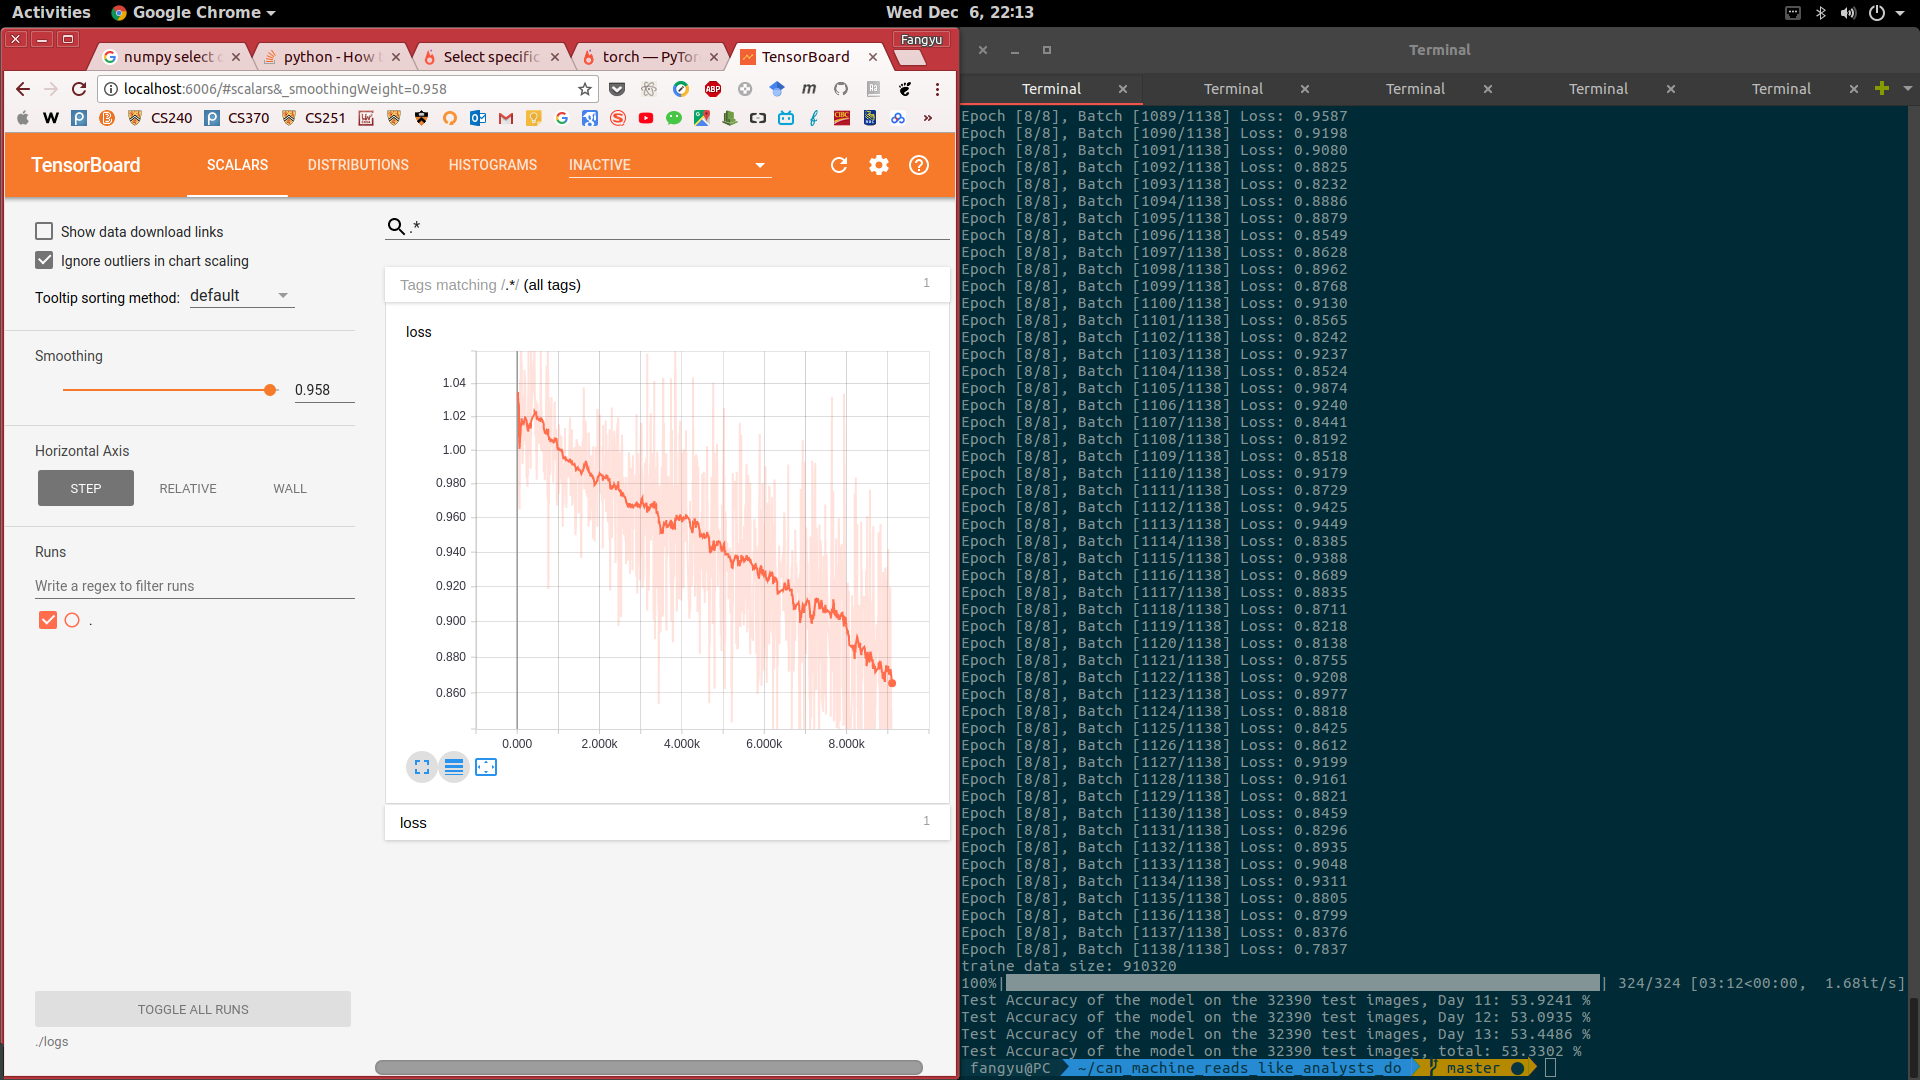 Activities Google Chrome Wed Dec 6, 22:13
Fangyu
numpy select python - How Select specific torch — PyTor TensorBoard
localhost:6006/#scalars&_smoothingWeight=0.958
CS240 CS370 CS251 »
TensorBoard SCALARS DISTRIBUTIONS HISTOGRAMS INACTIVE
Show data download links
Ignore outliers in chart scaling
Tooltip sorting method: default
Smoothing
0.958
Horizontal Axis
STEP RELATIVE WALL
Runs
Write a regex to filter runs
.
TOGGLE ALL RUNS
./logs
.*
Tags matching /.*/ (all tags) 1
loss
1.04
1.02
1.00
0.980
0.960
0.940
0.920
0.900
0.880
0.860
0.000 2.000k 4.000k 6.000k 8.000k
loss 1
Terminal
Terminal Terminal Terminal Terminal Terminal
Epoch [8/8], Batch [1089/1138] Loss: 0.9587
Epoch [8/8], Batch [1090/1138] Loss: 0.9198
Epoch [8/8], Batch [1091/1138] Loss: 0.9080
Epoch [8/8], Batch [1092/1138] Loss: 0.8825
Epoch [8/8], Batch [1093/1138] Loss: 0.8232
Epoch [8/8], Batch [1094/1138] Loss: 0.8886
Epoch [8/8], Batch [1095/1138] Loss: 0.8879
Epoch [8/8], Batch [1096/1138] Loss: 0.8549
Epoch [8/8], Batch [1097/1138] Loss: 0.8628
Epoch [8/8], Batch [1098/1138] Loss: 0.8962
Epoch [8/8], Batch [1099/1138] Loss: 0.8768
Epoch [8/8], Batch [1100/1138] Loss: 0.9130
Epoch [8/8], Batch [1101/1138] Loss: 0.8565
Epoch [8/8], Batch [1102/1138] Loss: 0.8242
Epoch [8/8], Batch [1103/1138] Loss: 0.9237
Epoch [8/8], Batch [1104/1138] Loss: 0.8524
Epoch [8/8], Batch [1105/1138] Loss: 0.9874
Epoch [8/8], Batch [1106/1138] Loss: 0.9240
Epoch [8/8], Batch [1107/1138] Loss: 0.8441
Epoch [8/8], Batch [1108/1138] Loss: 0.8192
Epoch [8/8], Batch [1109/1138] Loss: 0.8518
Epoch [8/8], Batch [1110/1138] Loss: 0.9179
Epoch [8/8], Batch [1111/1138] Loss: 0.8729
Epoch [8/8], Batch [1112/1138] Loss: 0.9425
Epoch [8/8], Batch [1113/1138] Loss: 0.9449
Epoch [8/8], Batch [1114/1138] Loss: 0.8385
Epoch [8/8], Batch [1115/1138] Loss: 0.9388
Epoch [8/8], Batch [1116/1138] Loss: 0.8689
Epoch [8/8], Batch [1117/1138] Loss: 0.8835
Epoch [8/8], Batch [1118/1138] Loss: 0.8711
Epoch [8/8], Batch [1119/1138] Loss: 0.8218
Epoch [8/8], Batch [1120/1138] Loss: 0.8138
Epoch [8/8], Batch [1121/1138] Loss: 0.8755
Epoch [8/8], Batch [1122/1138] Loss: 0.9208
Epoch [8/8], Batch [1123/1138] Loss: 0.8977
Epoch [8/8], Batch [1124/1138] Loss: 0.8818
Epoch [8/8], Batch [1125/1138] Loss: 0.8425
Epoch [8/8], Batch [1126/1138] Loss: 0.8612
Epoch [8/8], Batch [1127/1138] Loss: 0.9199
Epoch [8/8], Batch [1128/1138] Loss: 0.9161
Epoch [8/8], Batch [1129/1138] Loss: 0.8821
Epoch [8/8], Batch [1130/1138] Loss: 0.8459
Epoch [8/8], Batch [1131/1138] Loss: 0.8296
Epoch [8/8], Batch [1132/1138] Loss: 0.8935
Epoch [8/8], Batch [1133/1138] Loss: 0.9048
Epoch [8/8], Batch [1134/1138] Loss: 0.9311
Epoch [8/8], Batch [1135/1138] Loss: 0.8805
Epoch [8/8], Batch [1136/1138] Loss: 0.8799
Epoch [8/8], Batch [1137/1138] Loss: 0.8376
Epoch [8/8], Batch [1138/1138] Loss: 0.7837
traine data size: 910320
100%| | 324/324 [03:12<00:00, 1.68it/s]
Test Accuracy of the model on the 32390 test images, Day 11: 53.9241 %
Test Accuracy of the model on the 32390 test images, Day 12: 53.0935 %
Test Accuracy of the model on the 32390 test images, Day 13: 53.4486 %
Test Accuracy of the model on the 32390 test images, total: 53.3302 %
fangyu@PC ~/can_machine_reads_like_analysts_do master